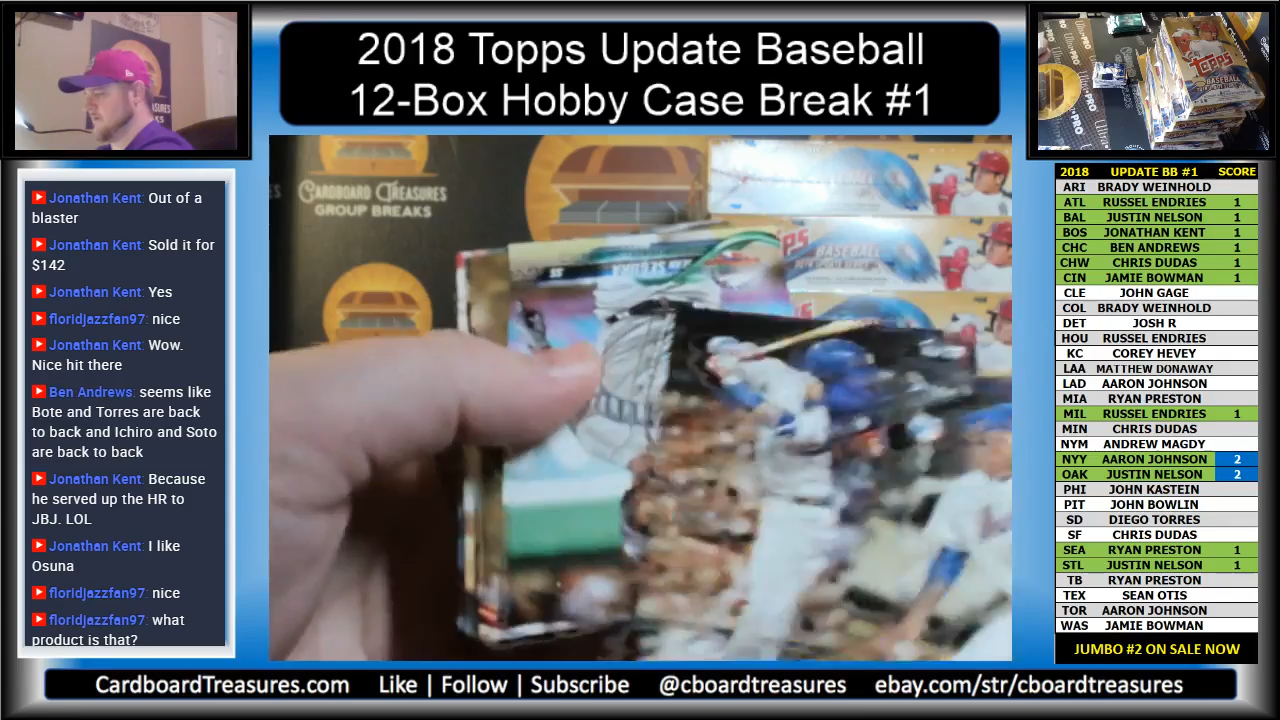 2018 Topps Update Baseball
12-Box Hobby Case Break #1
Jonathan Kent: Out of a
blaster
Jonathan Kent: Sold it for
$142
Jonathan Kent: Yes
floridjazzfan97: nice
Jonathan Kent: Wow.
Nice hit there
Ben Andrews: seems like
Bote and Torres are back
to back and Ichiro and Soto
are back to back
Jonathan Kent: Because
he served up the HR to
JBJ. LOL
Jonathan Kent: I like
Osuna
floridjazzfan97: nice
floridjazzfan97: what
product is that?
CARDBOARD TREASURES
GROUP BREAKS
BASEBALL
TOPPS
BASEBALL
2018 UPDATE BB #1 SCORE
ARI BRADY WEINHOLD
ATL RUSSEL ENDRIES 1
BAL JUSTIN NELSON 1
BOS JONATHAN KENT 1
CHC BEN ANDREWS 1
CHW CHRIS DUDAS 1
CIN JAMIE BOWMAN 1
CLE JOHN GAGE
COL BRADY WEINHOLD
DET JOSH R
HOU RUSSEL ENDRIES
KC COREY HEVEY
LAA MATTHEW DONAWAY
LAD AARON JOHNSON
MIA RYAN PRESTON
MIL RUSSEL ENDRIES 1
MIN CHRIS DUDAS
NYM ANDREW MAGDY
NYY AARON JOHNSON 2
OAK JUSTIN NELSON 2
PHI JOHN KASTEIN
PIT JOHN BOWLIN
SD DIEGO TORRES
SF CHRIS DUDAS
SEA RYAN PRESTON 1
STL JUSTIN NELSON 1
TB RYAN PRESTON
TEX SEAN OTIS
TOR AARON JOHNSON
WAS JAMIE BOWMAN
JUMBO #2 ON SALE NOW
CardboardTreasures.com Like | Follow | Subscribe @cboardtreasures ebay.com/str/cboardtreasures